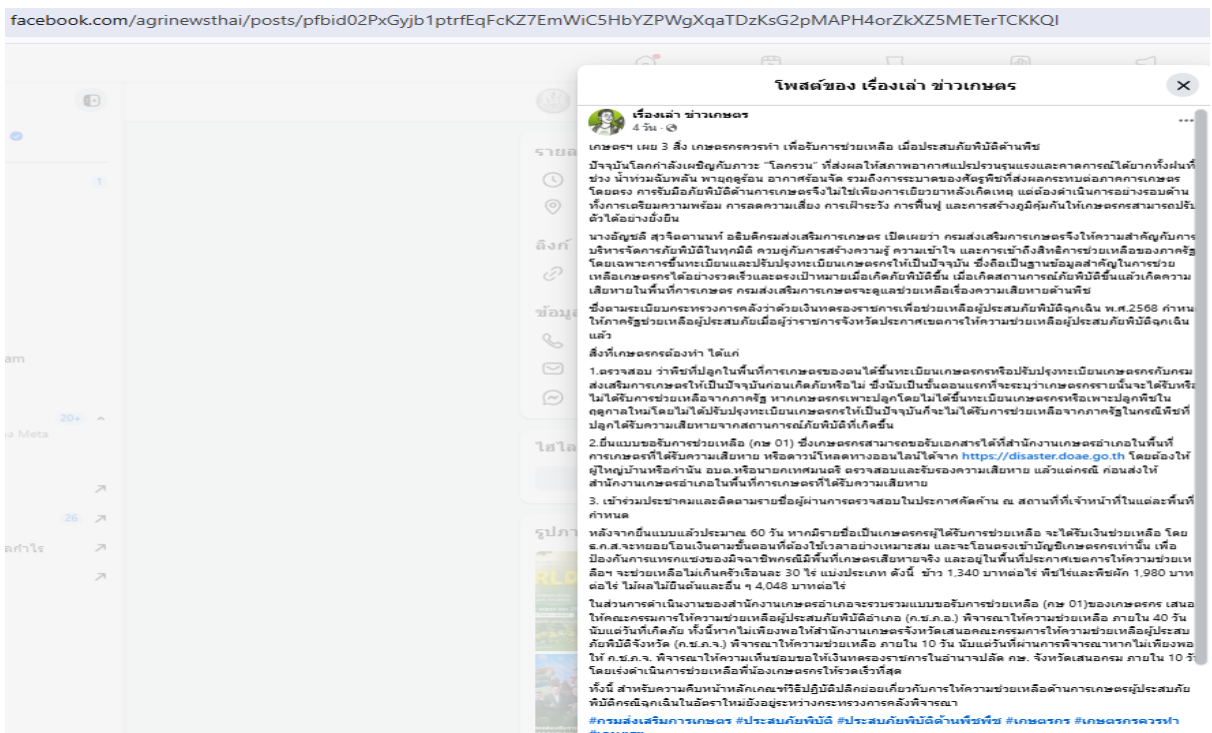 facebook.com/agrinewsthai/posts/pfbid02PxGyjb1ptrfEqFcKZ7EmWiC5HbYZPWgXqaTDzKsG2pMAPH4orZkXZ5METerTCKKQl
โพสต์ของ เรื่องเล่า ข่าวเกษตร
เรื่องเล่า ข่าวเกษตร
4 วัน
เกษตรฯ เผย 3 สิ่ง เกษตรกรควรทำ เพื่อรับการช่วยเหลือ เมื่อประสบภัยพิบัติด้านพืช
ปัจจุบันโลกกำลังเผชิญกับภาวะ "โลกรวน" ที่ส่งผลให้สภาพอากาศแปรปรวนรุนแรงและคาดการณ์ได้ยากทั้งฝนทิ้
ช่วง น้ำท่วมฉับพลัน พายุฤดูร้อน อากาศร้อนจัด รวมถึงการระบาดของศัตรูพืชที่ส่งผลกระทบต่อภาคการเกษตร
โดยตรง การรับมือภัยพิบัติด้านการเกษตรจึงไม่ใช่เพียงการเยียวยาหลังเกิดเหตุ แต่ต้องดำเนินการอย่างรอบด้าน
ทั้งการเตรียมความพร้อม การลดความเสี่ยง การเฝ้าระวัง การฟื้นฟู และการสร้างภูมิคุ้มกันให้เกษตรกรสามารถปรับ
ตัวได้อย่างยั่งยืน
นางอัญชลี สุวจิตตานนท์ อธิบดีกรมส่งเสริมการเกษตร เปิดเผยว่า กรมส่งเสริมการเกษตรจึงให้ความสำคัญกับการ
บริหารจัดการภัยพิบัติในทุกมิติ ควบคู่กับการสร้างความรู้ ความเข้าใจ และการเข้าถึงสิทธิการช่วยเหลือของภาครัฐ
โดยเฉพาะการขึ้นทะเบียนและปรับปรุงทะเบียนเกษตรกรให้เป็นปัจจุบัน ซึ่งถือเป็นฐานข้อมูลสำคัญในการช่วย
เหลือเกษตรกรได้อย่างรวดเร็วและตรงเป้าหมายเมื่อเกิดภัยพิบัติขึ้น เมื่อเกิดสถานการณ์ภัยพิบัติขึ้นแล้วเกิดความ
เสียหายในพื้นที่การเกษตร กรมส่งเสริมการเกษตรจะดูแลช่วยเหลือเรื่องความเสียหายด้านพืช
ซึ่งตามระเบียบกระทรวงการคลังว่าด้วยเงินทดรองราชการเพื่อช่วยเหลือผู้ประสบภัยพิบัติฉุกเฉิน พ.ศ.2568 กำหน
ให้ภาครัฐช่วยเหลือผู้ประสบภัยเมื่อผู้ว่าราชการจังหวัดประกาศเขตการให้ความช่วยเหลือผู้ประสบภัยพิบัติฉุกเฉิน
แล้ว
สิ่งที่เกษตรกรต้องทำ ได้แก่
1.ตรวจสอบ ว่าพืชที่ปลูกในพื้นที่การเกษตรของตนได้ขึ้นทะเบียนเกษตรกรหรือปรับปรุงทะเบียนเกษตรกรกับกรม
ส่งเสริมการเกษตรให้เป็นปัจจุบันก่อนเกิดภัยหรือไม่ ซึ่งนับเป็นขั้นตอนแรกที่จะระบุว่าเกษตรกรรายนั้นจะได้รับหรือ
ไม่ได้รับการช่วยเหลือจากภาครัฐ หากเกษตรกรเพาะปลูกโดยไม่ได้ขึ้นทะเบียนเกษตรกรหรือเพาะปลูกพืชใน
ฤดูกาลใหม่โดยไม่ได้ปรับปรุงทะเบียนเกษตรกรให้เป็นปัจจุบันก็จะไม่ได้รับการช่วยเหลือจากภาครัฐในกรณีพืชที่
ปลูกได้รับความเสียหายจากสถานการณ์ภัยพิบัติที่เกิดขึ้น
2.ยื่นแบบขอรับการช่วยเหลือ (กษ 01) ซึ่งเกษตรกรสามารถขอรับเอกสารได้ที่สำนักงานเกษตรอำเภอในพื้นที่
การเกษตรที่ได้รับความเสียหาย หรือดาวน์โหลดทางออนไลน์ได้จาก https://disaster.doae.go.th โดยต้องให้
ผู้ใหญ่บ้านหรือกำนัน อบต.หรือนายกเทศมนตรี ตรวจสอบและรับรองความเสียหาย แล้วแต่กรณี ก่อนส่งให้
สำนักงานเกษตรอำเภอในพื้นที่การเกษตรที่ได้รับความเสียหาย
3. เข้าร่วมประชาคมและติดตามรายชื่อผู้ผ่านการตรวจสอบในประกาศคัดค้าน ณ สถานที่ที่เจ้าหน้าที่ในแต่ละพื้นที่
กำหนด
หลังจากยื่นแบบแล้วประมาณ 60 วัน หากมีรายชื่อเป็นเกษตรกรผู้ได้รับการช่วยเหลือ จะได้รับเงินช่วยเหลือ โดย
ธ.ก.ส.จะทยอยโอนเงินตามขั้นตอนที่ต้องใช้เวลาอย่างเหมาะสม และจะโอนตรงเข้าบัญชีเกษตรกรเท่านั้น เพื่อ
ป้องกันการแทรกแซงของมิจฉาชีพกรณีมีพื้นที่เกษตรเสียหายจริง และอยู่ในพื้นที่ประกาศเขตการให้ความช่วยเห
ลือฯ จะช่วยเหลือไม่เกินครัวเรือนละ 30 ไร่ แบ่งประเภท ดังนี้ ข้าว 1,340 บาทต่อไร่ พืชไร่และพืชผัก 1,980 บาท
ต่อไร่ ไม้ผลไม้ยืนต้นและอื่น ๆ 4,048 บาทต่อไร่
ในส่วนการดำเนินงานของสำนักงานเกษตรอำเภอจะรวบรวมแบบขอรับการช่วยเหลือ (กษ 01)ของเกษตรกร เสนอ
ให้คณะกรรมการให้ความช่วยเหลือผู้ประสบภัยพิบัติอำเภอ (ก.ช.ภ.อ.) พิจารณาให้ความช่วยเหลือ ภายใน 40 วัน
นับแต่วันที่เกิดภัย ทั้งนี้หากไม่เพียงพอให้สำนักงานเกษตรจังหวัดเสนอคณะกรรมการให้ความช่วยเหลือผู้ประสบ
ภัยพิบัติจังหวัด (ก.ช.ภ.จ.) พิจารณาให้ความช่วยเหลือ ภายใน 10 วัน นับแต่วันที่ผ่านการพิจารณาหากไม่เพียงพอ
ให้ ก.ช.ภ.จ. พิจารณาให้ความเห็นชอบขอใช้เงินทดรองราชการในอำนาจปลัด กษ. จังหวัดเสนอกรม ภายใน 10 วั
โดยเร่งดำเนินการช่วยเหลือพี่น้องเกษตรกรให้รวดเร็วที่สุด
ทั้งนี้ สำหรับความคืบหน้าหลักเกณฑ์วิธีปฏิบัติปลีกย่อยเกี่ยวกับการให้ความช่วยเหลือด้านการเกษตรผู้ประสบภัย
พิบัติกรณีฉุกเฉินในอัตราใหม่ยังอยู่ระหว่างกระทรวงการคลังพิจารณา
#กรมส่งเสริมการเกษตร #ประสบภัยพิบัติ #ประสบภัยพิบัติด้านพืชพืช #เกษตรกร #เกษตรกรควรทำ
1
รายล
ลิงก์
ข้อมูล
am
20+
อง Meta
ไฮไล
26
ลกำไร
รูปภา